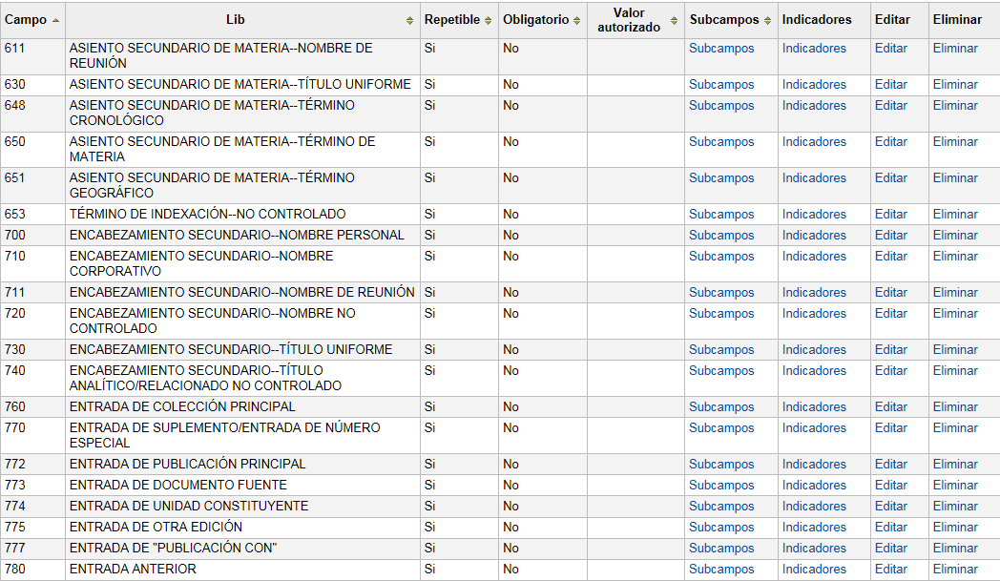 Campo Lib Repetible Obligatorio Valor autorizado Subcampos Indicadores Editar Eliminar
611 ASIENTO SECUNDARIO DE MATERIA--NOMBRE DE REUNIÓN Si No Subcampos Indicadores Editar Eliminar
630 ASIENTO SECUNDARIO DE MATERIA--TÍTULO UNIFORME Si No Subcampos Indicadores Editar Eliminar
648 ASIENTO SECUNDARIO DE MATERIA--TÉRMINO CRONOLÓGICO Si No Subcampos Indicadores Editar Eliminar
650 ASIENTO SECUNDARIO DE MATERIA--TÉRMINO DE MATERIA Si No Subcampos Indicadores Editar Eliminar
651 ASIENTO SECUNDARIO DE MATERIA--TÉRMINO GEOGRÁFICO Si No Subcampos Indicadores Editar Eliminar
653 TÉRMINO DE INDEXACIÓN--NO CONTROLADO Si No Subcampos Indicadores Editar Eliminar
700 ENCABEZAMIENTO SECUNDARIO--NOMBRE PERSONAL Si No Subcampos Indicadores Editar Eliminar
710 ENCABEZAMIENTO SECUNDARIO--NOMBRE CORPORATIVO Si No Subcampos Indicadores Editar Eliminar
711 ENCABEZAMIENTO SECUNDARIO--NOMBRE DE REUNIÓN Si No Subcampos Indicadores Editar Eliminar
720 ENCABEZAMIENTO SECUNDARIO--NOMBRE NO CONTROLADO Si No Subcampos Indicadores Editar Eliminar
730 ENCABEZAMIENTO SECUNDARIO--TÍTULO UNIFORME Si No Subcampos Indicadores Editar Eliminar
740 ENCABEZAMIENTO SECUNDARIO--TÍTULO ANALÍTICO/RELACIONADO NO CONTROLADO Si No Subcampos Indicadores Editar Eliminar
760 ENTRADA DE COLECCIÓN PRINCIPAL Si No Subcampos Indicadores Editar Eliminar
770 ENTRADA DE SUPLEMENTO/ENTRADA DE NÚMERO ESPECIAL Si No Subcampos Indicadores Editar Eliminar
772 ENTRADA DE PUBLICACIÓN PRINCIPAL Si No Subcampos Indicadores Editar Eliminar
773 ENTRADA DE DOCUMENTO FUENTE Si No Subcampos Indicadores Editar Eliminar
774 ENTRADA DE UNIDAD CONSTITUYENTE Si No Subcampos Indicadores Editar Eliminar
775 ENTRADA DE OTRA EDICIÓN Si No Subcampos Indicadores Editar Eliminar
777 ENTRADA DE "PUBLICACIÓN CON" Si No Subcampos Indicadores Editar Eliminar
780 ENTRADA ANTERIOR Si No Subcampos Indicadores Editar Eliminar